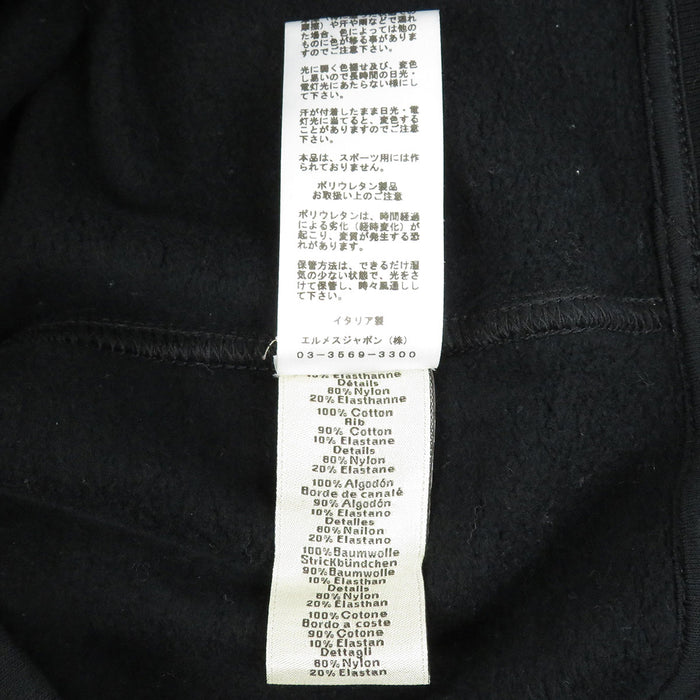 摩擦）や汗や雨などで濡れ
た場合、色によっては他の
ものに色が移る事がありま
すのでご注意下さい。
光に弱く色褪せ及び、変色
し易いので長時間の日光・
電灯光にあたらない様にし
て下さい。
汗が付着したまま日光・電
灯光に当てると、変色する
ことがありますのでご注意
下さい。
本品は、スポーツ用には作
られておりません。
ポリウレタン製品
お取扱い上のご注意
ポリウレタンは、時間経過
による劣化（経時変化）が
起こり、変質が発生する恐
れがあります。
保管方法は、できるだけ湿
気の少ない状態で、光をさ
けて保管し、時々風通しし
て下さい。
イタリア製
エルメスジャポン（株）
03-3569-3300
10% Elasthanne
Détails
80% Nylon
20% Elasthanne
100% Cotton
Rib
90% Cotton
10% Elastane
Details
80% Nylon
20% Elastane
100% Algodón
Borde de canalé
90% Algodón
10% Elastano
Detalles
80% Nailon
20% Elastano
100% Baumwolle
Strickbündchen
90% Baumwolle
10% Elasthan
Details
80% Nylon
20% Elasthan
100% Cotone
Bordo a coste
90% Cotone
10% Elastan
Dettagli
80% Nylon
20% Elastan